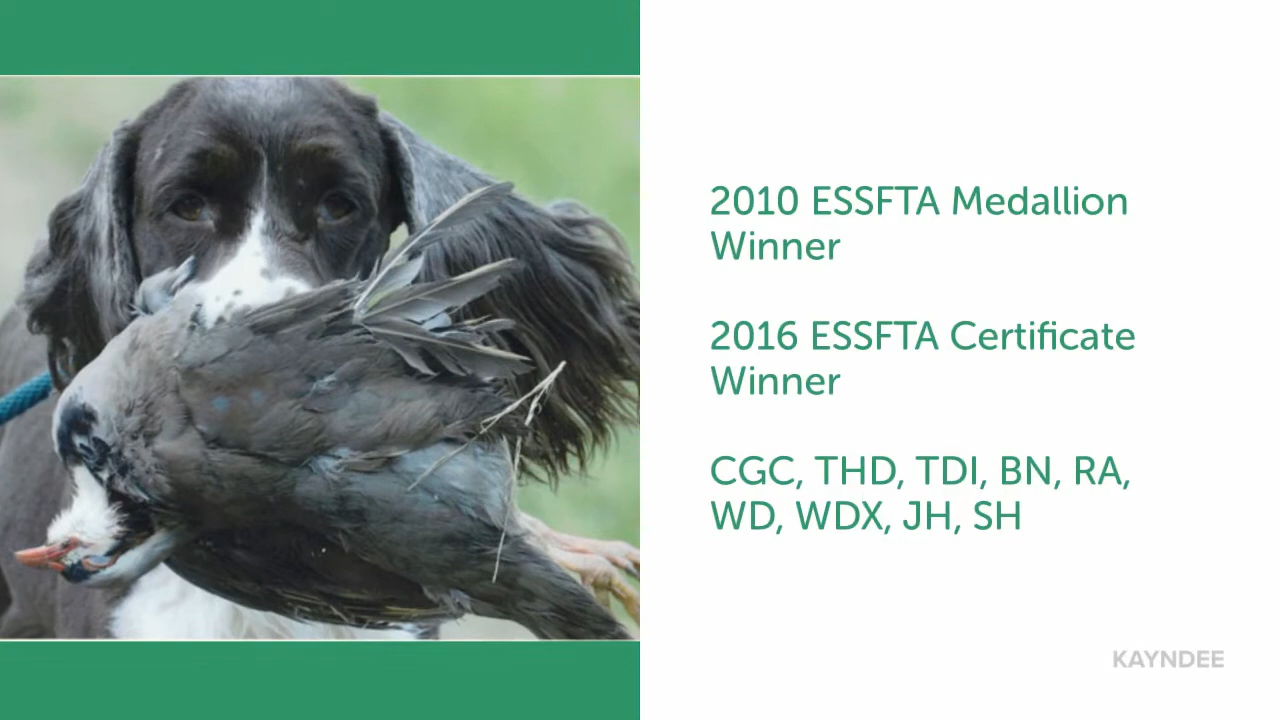 2010 ESSFTA Medallion
Winner
2016 ESSFTA Certificate
Winner
CGC, THD, TDI, BN, RA,
WD, WDX, JH, SH
KAYNDEE